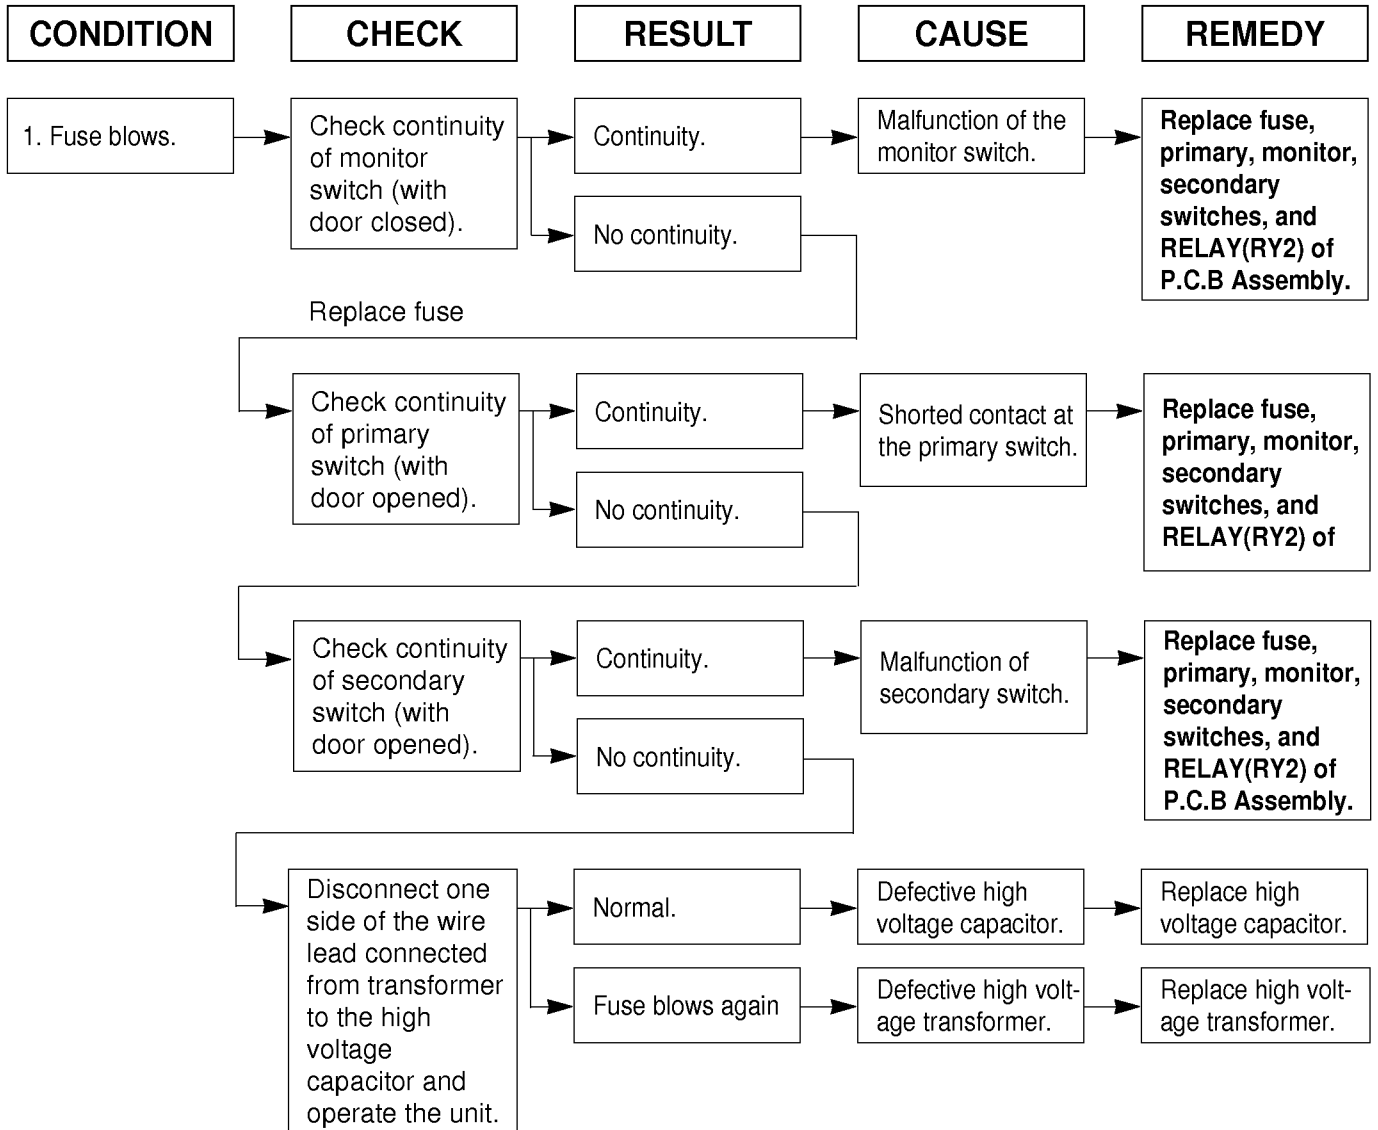 CONDITION
CHECK
RESULT
CAUSE
REMEDY
1. Fuse blows.
Check continuity
of monitor
switch (with
door closed).
Continuity.
Malfunction of the
monitor switch.
Replace fuse,
primary, monitor,
secondary
switches, and
RELAY(RY2) of
P.C.B Assembly.
No continuity.
Replace fuse
Check continuity
of primary
switch (with
door opened).
Continuity.
Shorted contact at
the primary switch.
Replace fuse,
primary, monitor,
secondary
switches, and
RELAY(RY2) of
No continuity.
Check continuity
of secondary
switch (with
door opened).
Continuity.
Malfunction of
secondary switch.
Replace fuse,
primary, monitor,
secondary
switches, and
RELAY(RY2) of
P.C.B Assembly.
No continuity.
Disconnect one
side of the wire
lead connected
from transformer
to the high
voltage
capacitor and
operate the unit.
Normal.
Defective high
voltage capacitor.
Replace high
voltage capacitor.
Fuse blows again
Defective high volt-
age transformer.
Replace high volt-
age transformer.